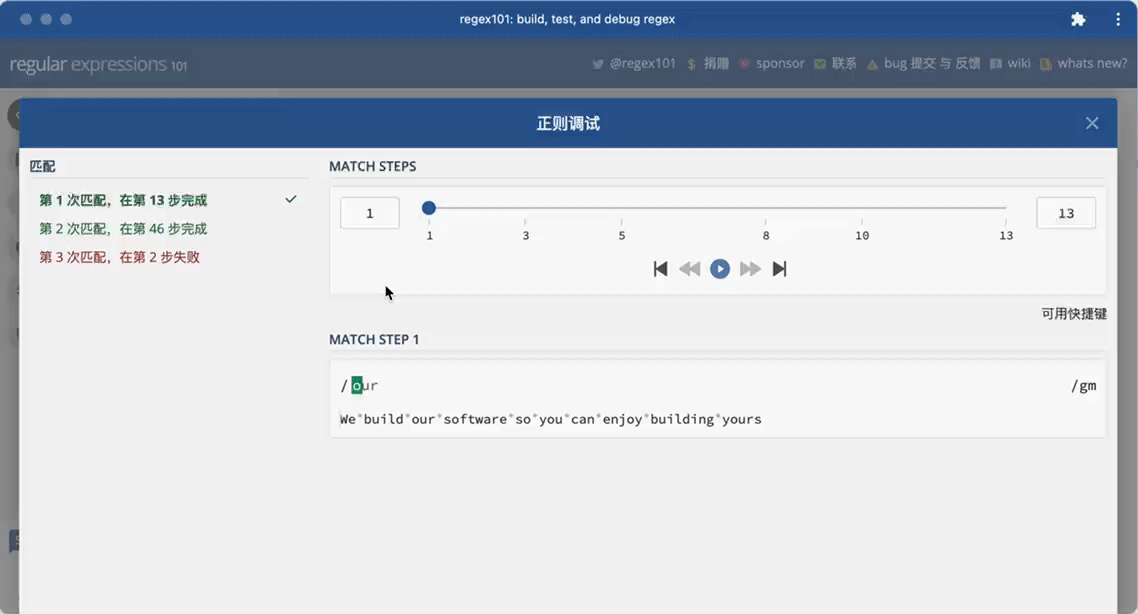 regex101: build, test, and debug regex
regular expressions 101
@regex101 $ 捐赠 sponsor 联系 bug 提交 与 反馈 wiki whats new?
正则调试
匹配
第 1 次匹配，在第 13 步完成
第 2 次匹配，在第 46 步完成
第 3 次匹配，在第 2 步失败
MATCH STEPS
1
13
1 3 5 8 10 13
可用快捷键
MATCH STEP 1
/ our /gm
We build our software so you can enjoy building yours